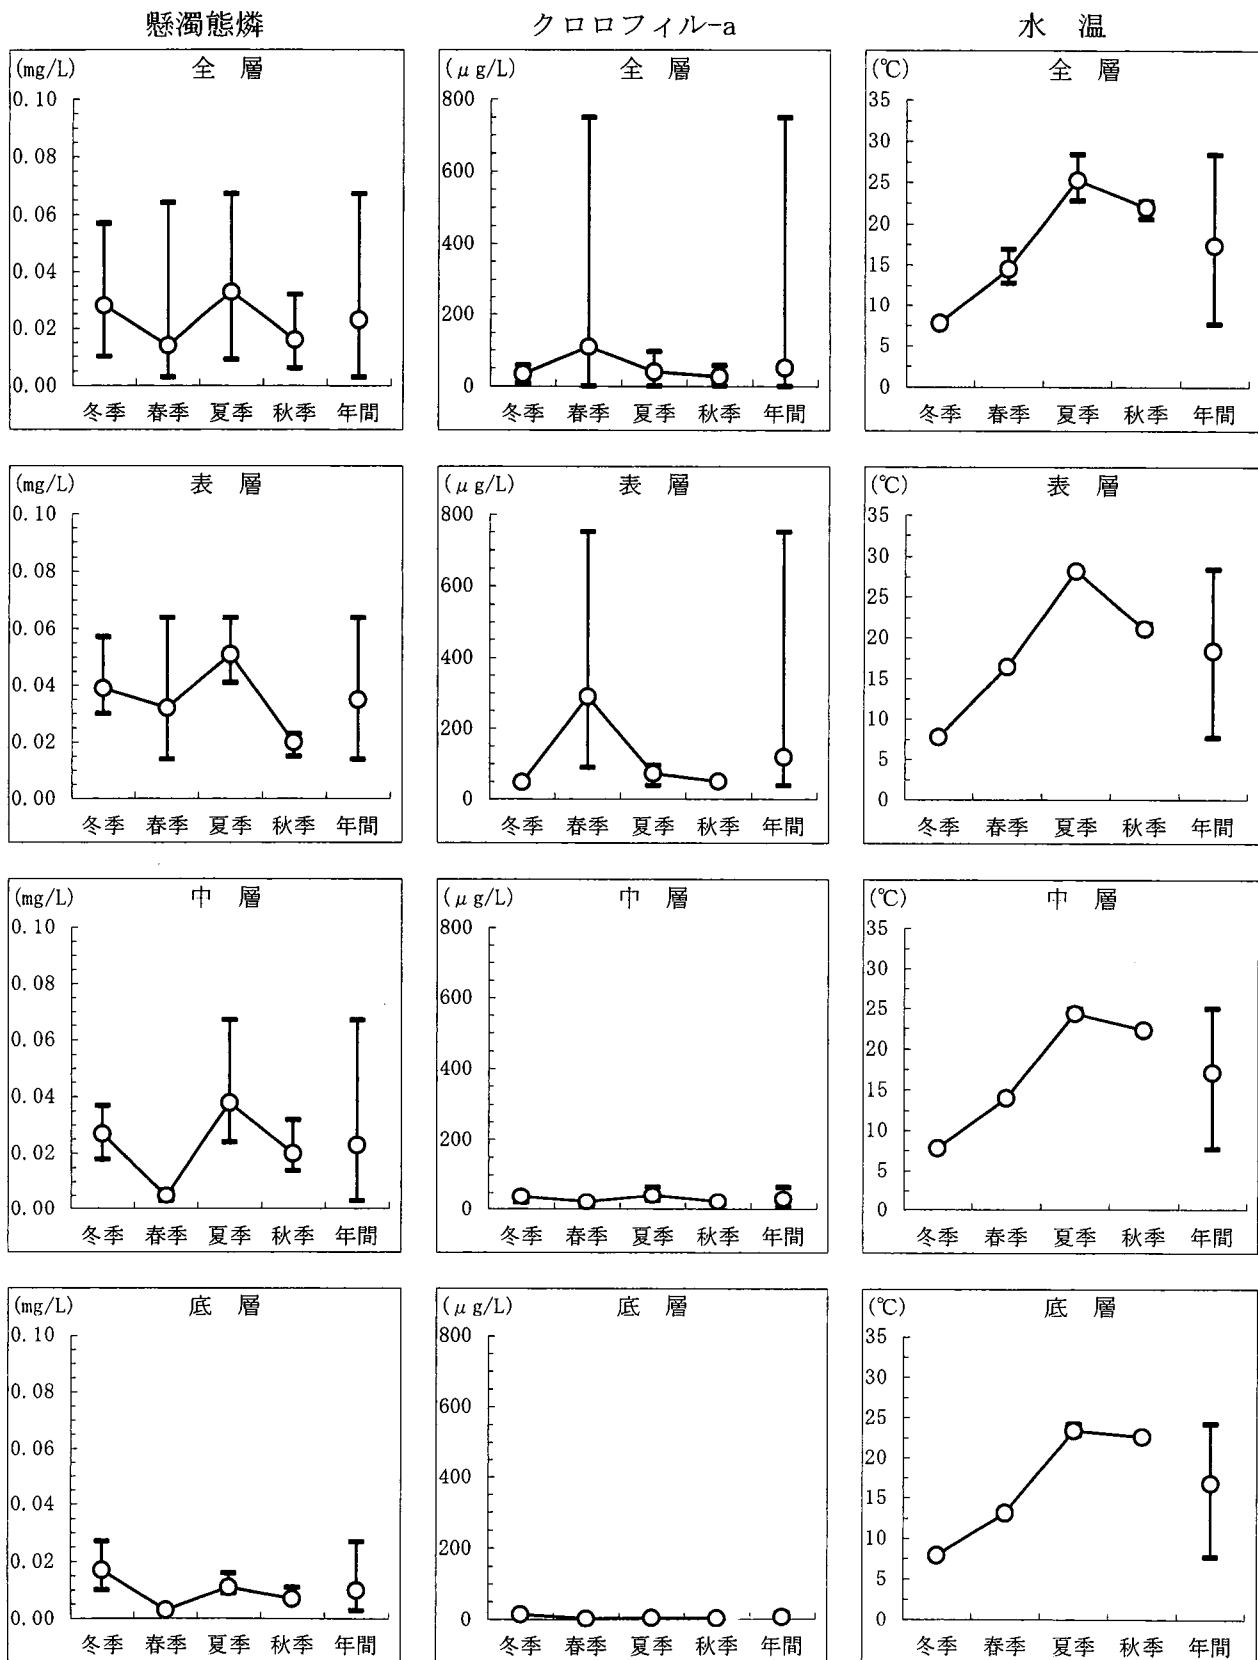 懸濁態燐
クロロフィル-a
水 温
(mg/L)
全 層
0.10
0.08
0.06
0.04
0.02
0.00
冬季 春季 夏季 秋季 年間
(μg/L)
全 層
800
600
400
200
0
冬季 春季 夏季 秋季 年間
(℃)
全 層
35
30
25
20
15
10
5
0
冬季 春季 夏季 秋季 年間
(mg/L)
表 層
0.10
0.08
0.06
0.04
0.02
0.00
冬季 春季 夏季 秋季 年間
(μg/L)
表 層
800
600
400
200
0
冬季 春季 夏季 秋季 年間
(℃)
表 層
35
30
25
20
15
10
5
0
冬季 春季 夏季 秋季 年間
(mg/L)
中 層
0.10
0.08
0.06
0.04
0.02
0.00
冬季 春季 夏季 秋季 年間
(μg/L)
中 層
800
600
400
200
0
冬季 春季 夏季 秋季 年間
(℃)
中 層
35
30
25
20
15
10
5
0
冬季 春季 夏季 秋季 年間
(mg/L)
底 層
0.10
0.08
0.06
0.04
0.02
0.00
冬季 春季 夏季 秋季 年間
(μg/L)
底 層
800
600
400
200
0
冬季 春季 夏季 秋季 年間
(℃)
底 層
35
30
25
20
15
10
5
0
冬季 春季 夏季 秋季 年間